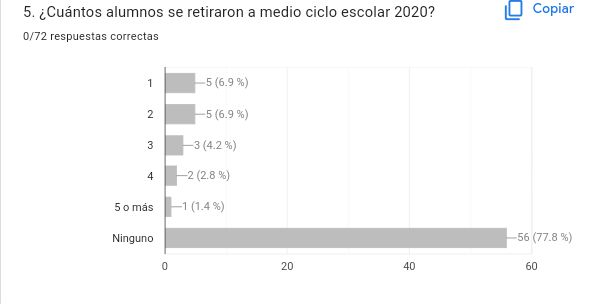 5. ¿Cuántos alumnos se retiraron a medio ciclo escolar 2020?
Copiar
0/72 respuestas correctas
1
5 (6.9 %)
2
5 (6.9 %)
3
3 (4.2 %)
4
2 (2.8 %)
5 o más
1 (1.4 %)
Ninguno
56 (77.8 %)
0 20 40 60